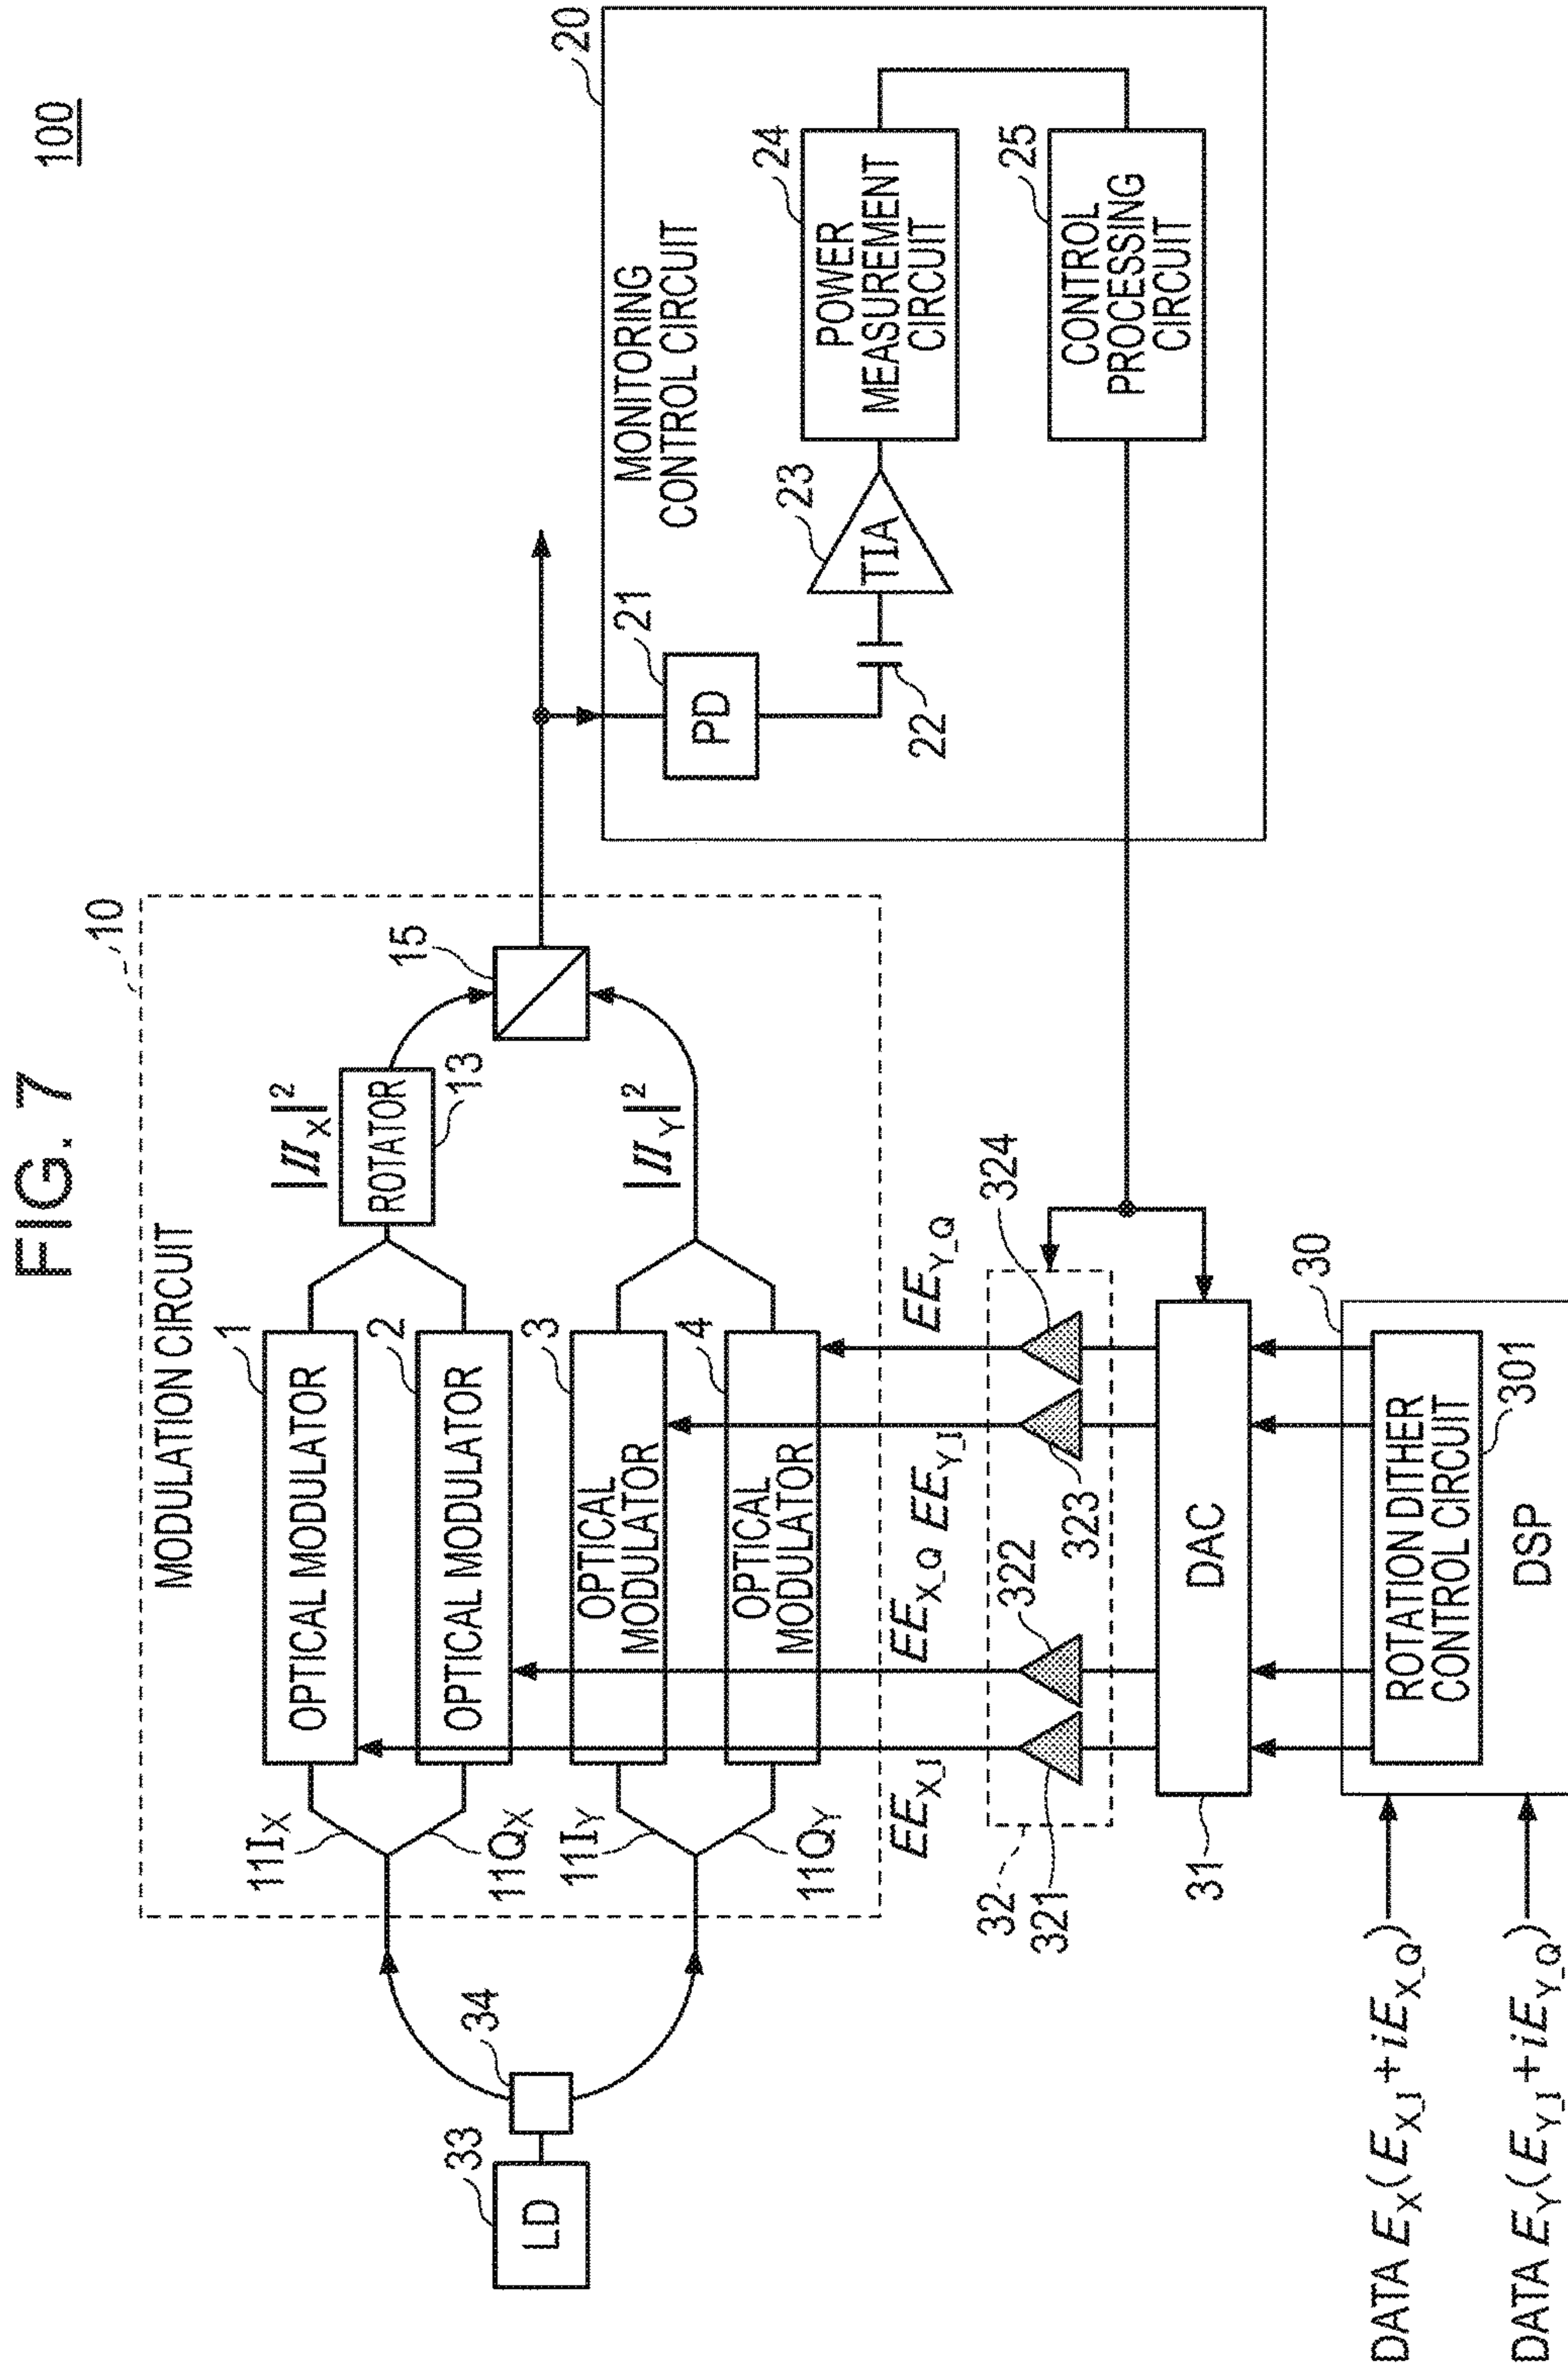 FIG. 7
100
MODULATION CIRCUIT
10
1
OPTICAL MODULATOR
2
OPTICAL MODULATOR
3
OPTICAL
MODULATOR
4
OPTICAL
MODULATOR
11I_X
11Q_X
11I_Y
11Q_Y
|𝐼𝐼_X|²
ROTATOR
13
|𝐼𝐼_Y|²
15
33
LD
34
20
MONITORING
CONTROL CIRCUIT
21
PD
22
23
TIA
24
POWER
MEASUREMENT
CIRCUIT
25
CONTROL
PROCESSING
CIRCUIT
EE_X_I
EE_X_Q
EE_Y_I
EE_Y_Q
32
321
322
323
324
31
DAC
30
ROTATION DITHER
CONTROL CIRCUIT
301
DSP
DATA E_X(E_X_I+iE_X_Q)
DATA E_Y(E_Y_I+iE_Y_Q)